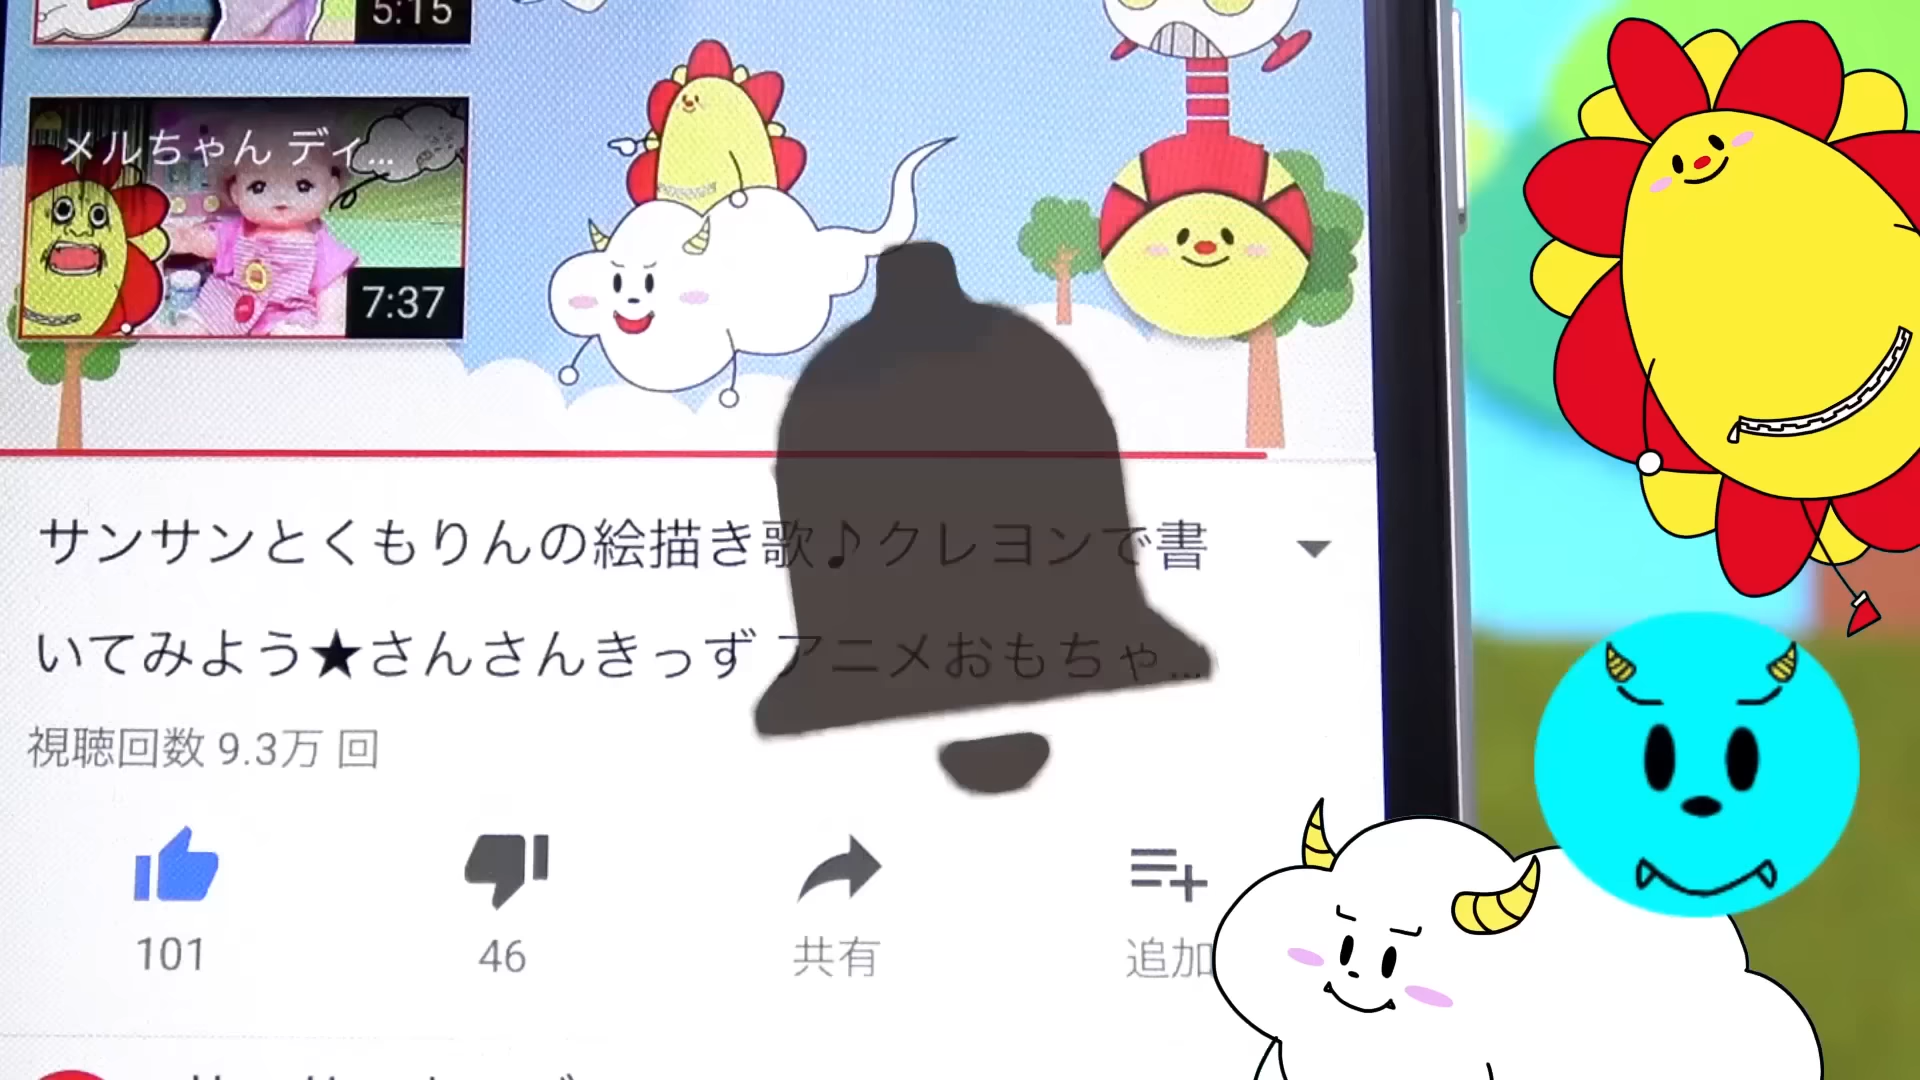 5:15
メルちゃん ディ...
7:37
サンサンとくもりんの絵描き歌♪クレヨンで書
いてみよう★さんさんきっず アニメおもちゃ...
視聴回数 9.3万 回
101
46
共有
追加